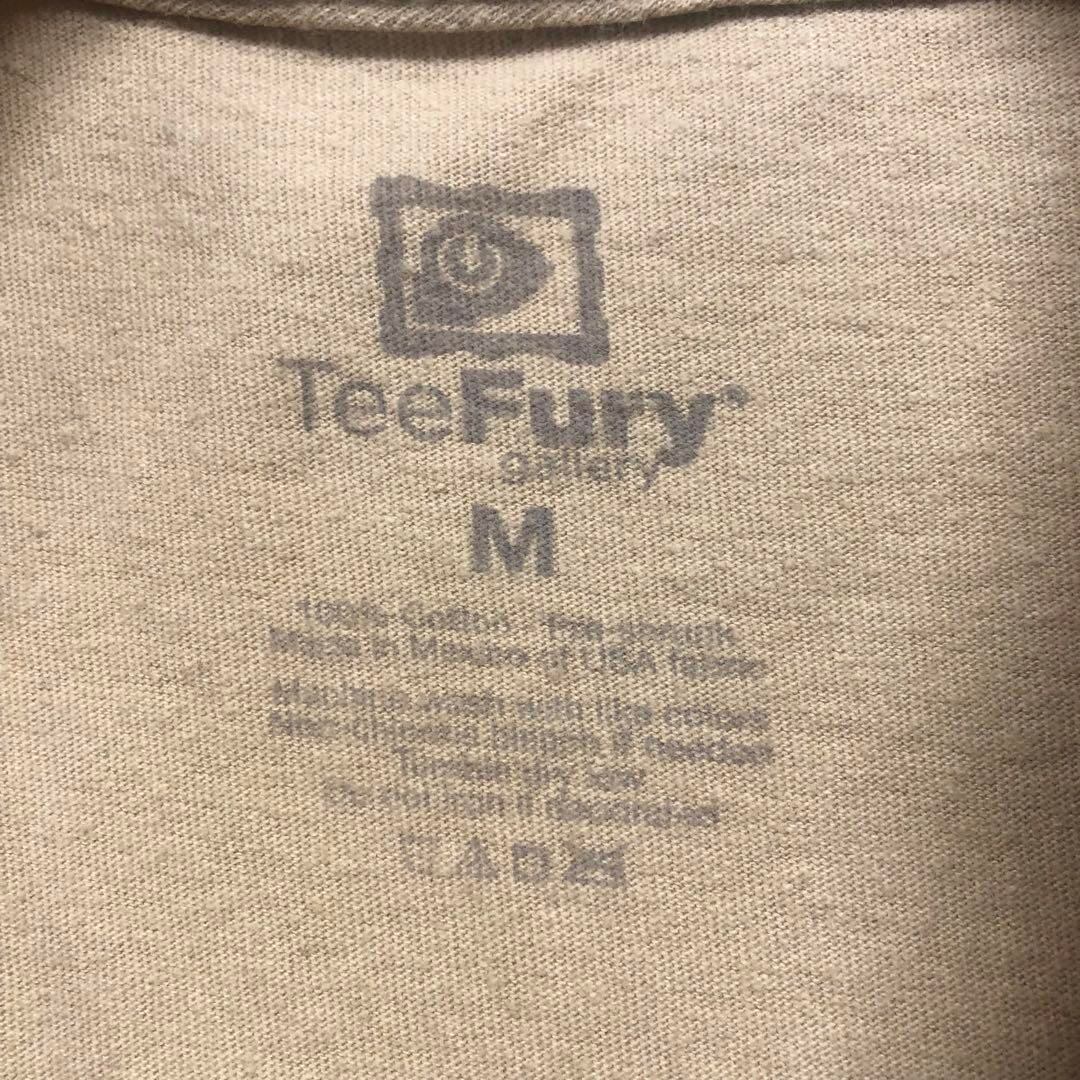 TeeFury®
gallery
M
100% Cotton - Pre shrunk
Made in Mexico of USA fabric
Machine wash with like colors
Non-chlorine bleach if needed
Tumble dry low
Do not iron if decorated